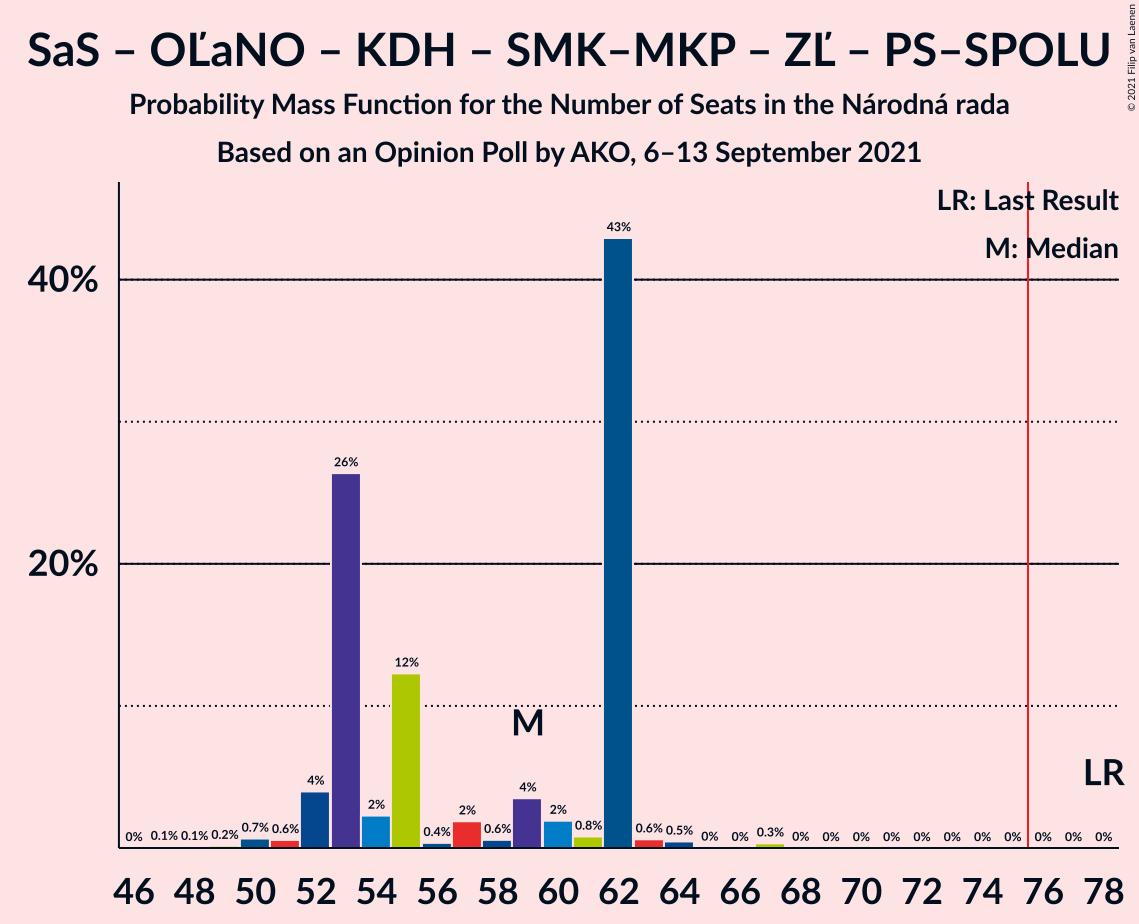 SaS – OĽaNO – KDH – SMK–MKP – ZĽ – PS–SPOLU
Probability Mass Function for the Number of Seats in the Národná rada
Based on an Opinion Poll by AKO, 6–13 September 2021
© 2021 Filip van Laenen
LR: Last Result
M: Median
40%
20%
0% 0.1% 0.1% 0.2% 0.7% 0.6% 4% 26% 2% 12% 0.4% 2% 0.6% 4% 2% 0.8% 43% 0.6% 0.5% 0% 0% 0.3% 0% 0% 0% 0% 0% 0% 0% 0% 0% 0% 0%
M
LR
46 48 50 52 54 56 58 60 62 64 66 68 70 72 74 76 78